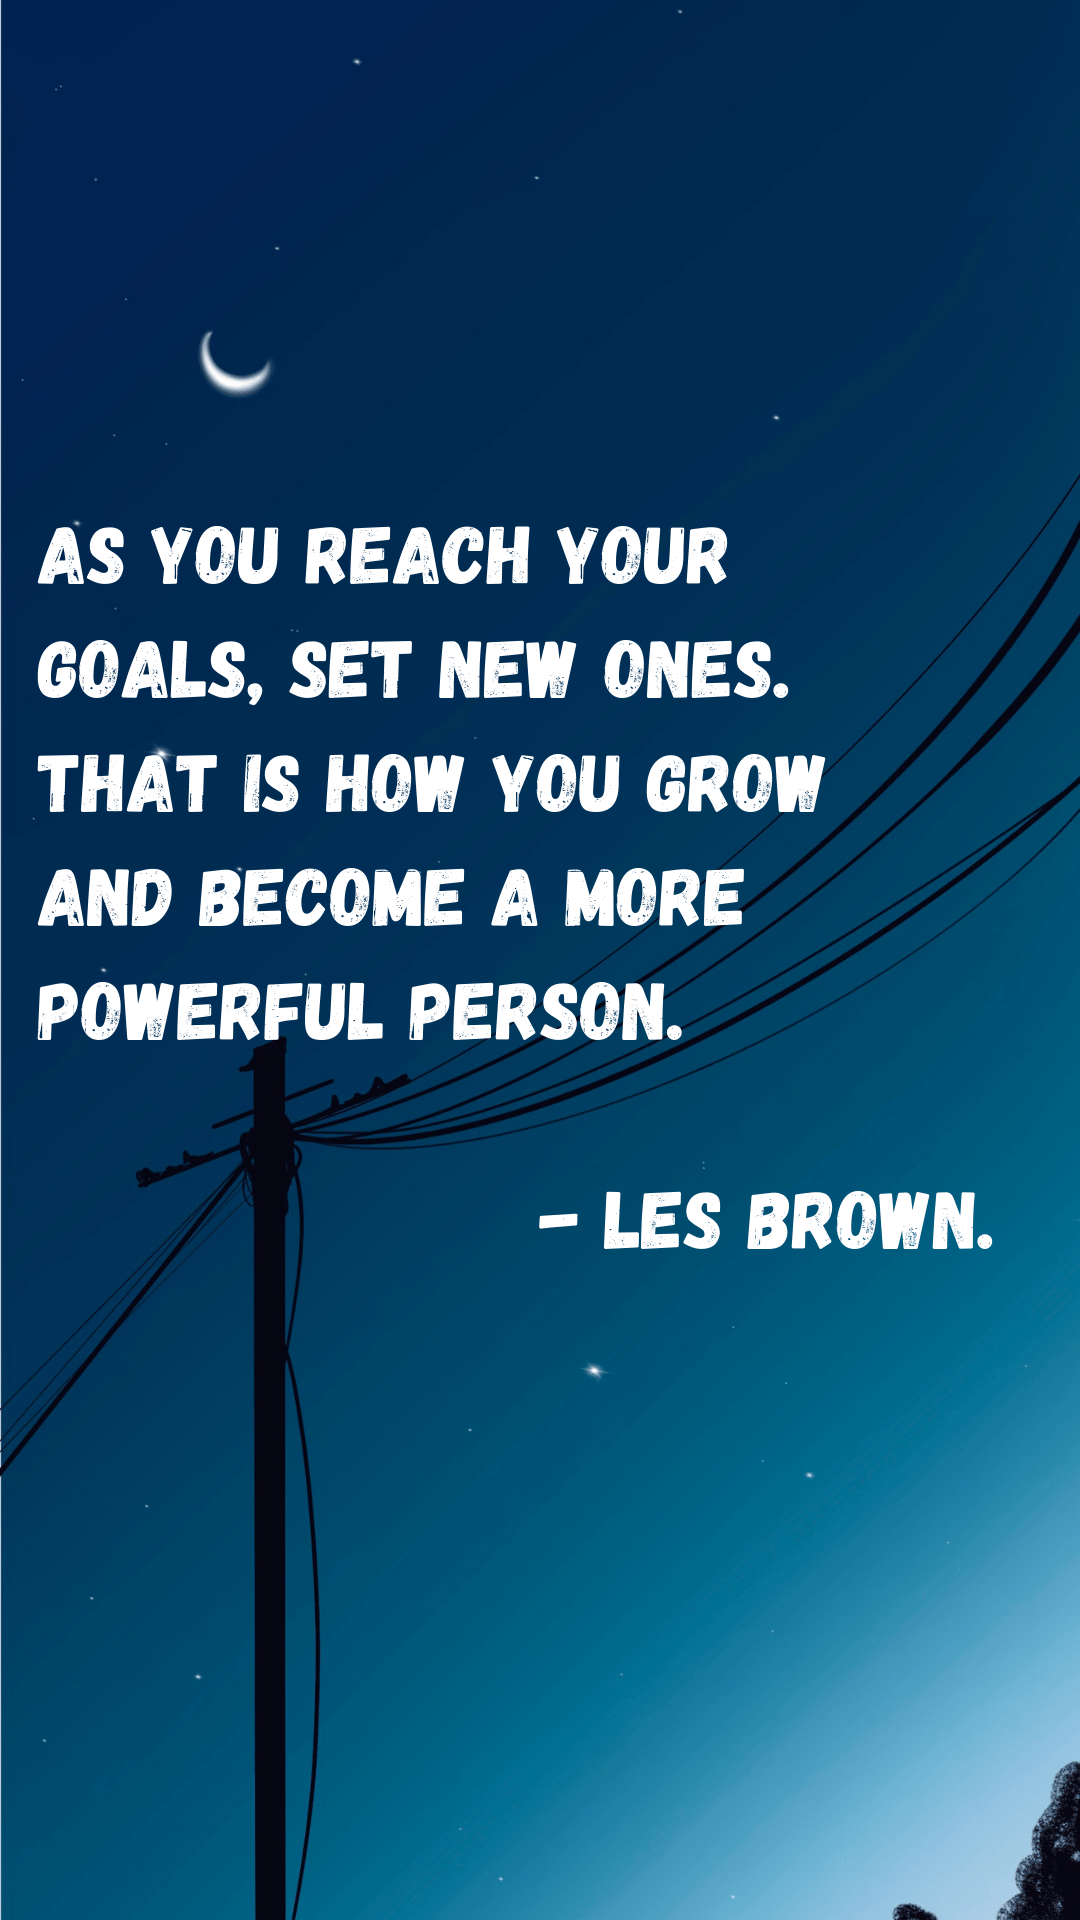 AS YOU REACH YOUR
GOALS, SET NEW ONES.
THAT IS HOW YOU GROW
AND BECOME A MORE
POWERFUL PERSON.
- LES BROWN.